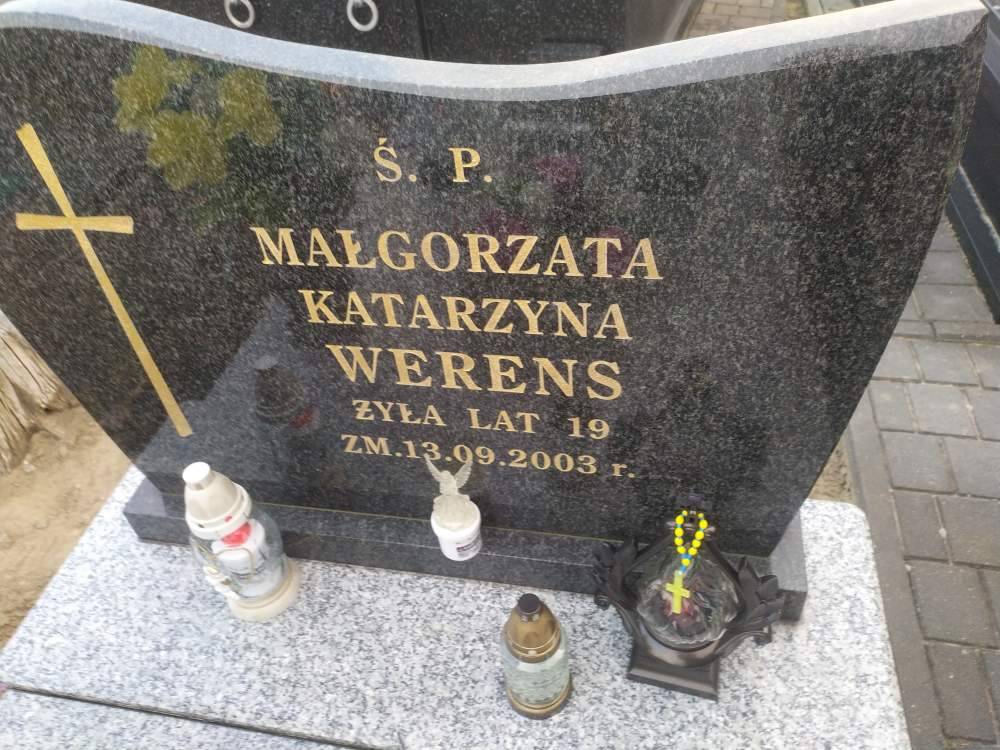 Ś. P.
MAŁGORZATA
KATARZYNA
WERENS
ŻYŁA LAT 19
ZM.13.09.2003 r.